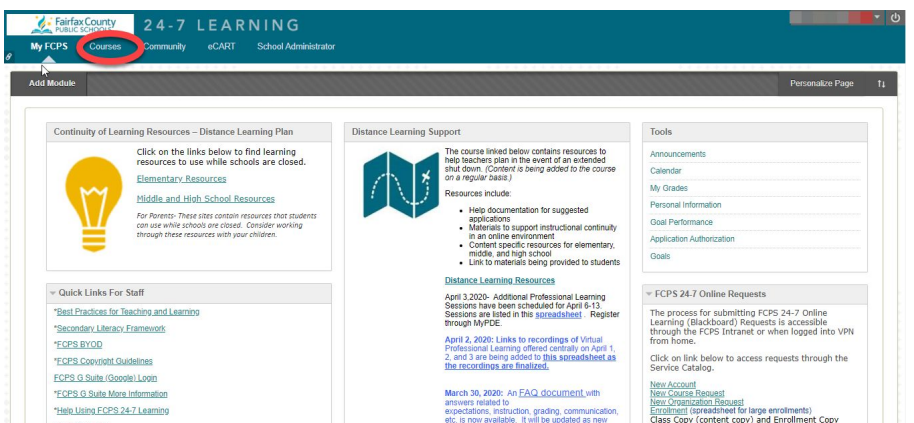 Fairfax County
PUBLIC SCHOOLS
24-7 LEARNING
My FCPS Courses Community eCART School Administrator
Add Module
Personalize Page
Continuity of Learning Resources – Distance Learning Plan
Click on the links below to find learning
resources to use while schools are closed.
Elementary Resources
Middle and High School Resources
For Parents- These sites contain resources that students
can use while schools are closed. Consider working
through these resources with your children.
Quick Links For Staff
*Best Practices for Teaching and Learning
*Secondary Literacy Framework
*FCPS BYOD
*FCPS Copyright Guidelines
FCPS G Suite (Google) Login
*FCPS G Suite More Information
*Help Using FCPS 24-7 Learning
Distance Learning Support
The course linked below contains resources to
help teachers plan in the event of an extended
shut down. (Content is being added to the course
on a regular basis.)
Resources include:
• Help documentation for suggested
applications
• Materials to support instructional continuity
in an online environment
• Content specific resources for elementary,
middle, and high school
• Link to materials being provided to students
Distance Learning Resources
April 3,2020- Additional Professional Learning
Sessions have been scheduled for April 6-13.
Sessions are listed in this spreadsheet . Register
through MyPDE.
April 2, 2020: Links to recordings of Virtual
Professional Learning offered centrally on April 1,
2, and 3 are being added to this spreadsheet as
the recordings are finalized.
March 30, 2020: An FAQ document with
answers related to
expectations, instruction, grading, communication,
etc. is now available. It will be updated as new
Tools
Announcements
Calendar
My Grades
Personal Information
Goal Performance
Application Authorization
Goals
FCPS 24-7 Online Requests
The process for submitting FCPS 24-7 Online
Learning (Blackboard) Requests is accessible
through the FCPS Intranet or when logged into VPN
from home.
Click on link below to access requests through the
Service Catalog.
New Account
New Course Request
New Organization Request
Enrollment (spreadsheet for large enrollments)
Class Copy (content copy) and Enrollment Copy